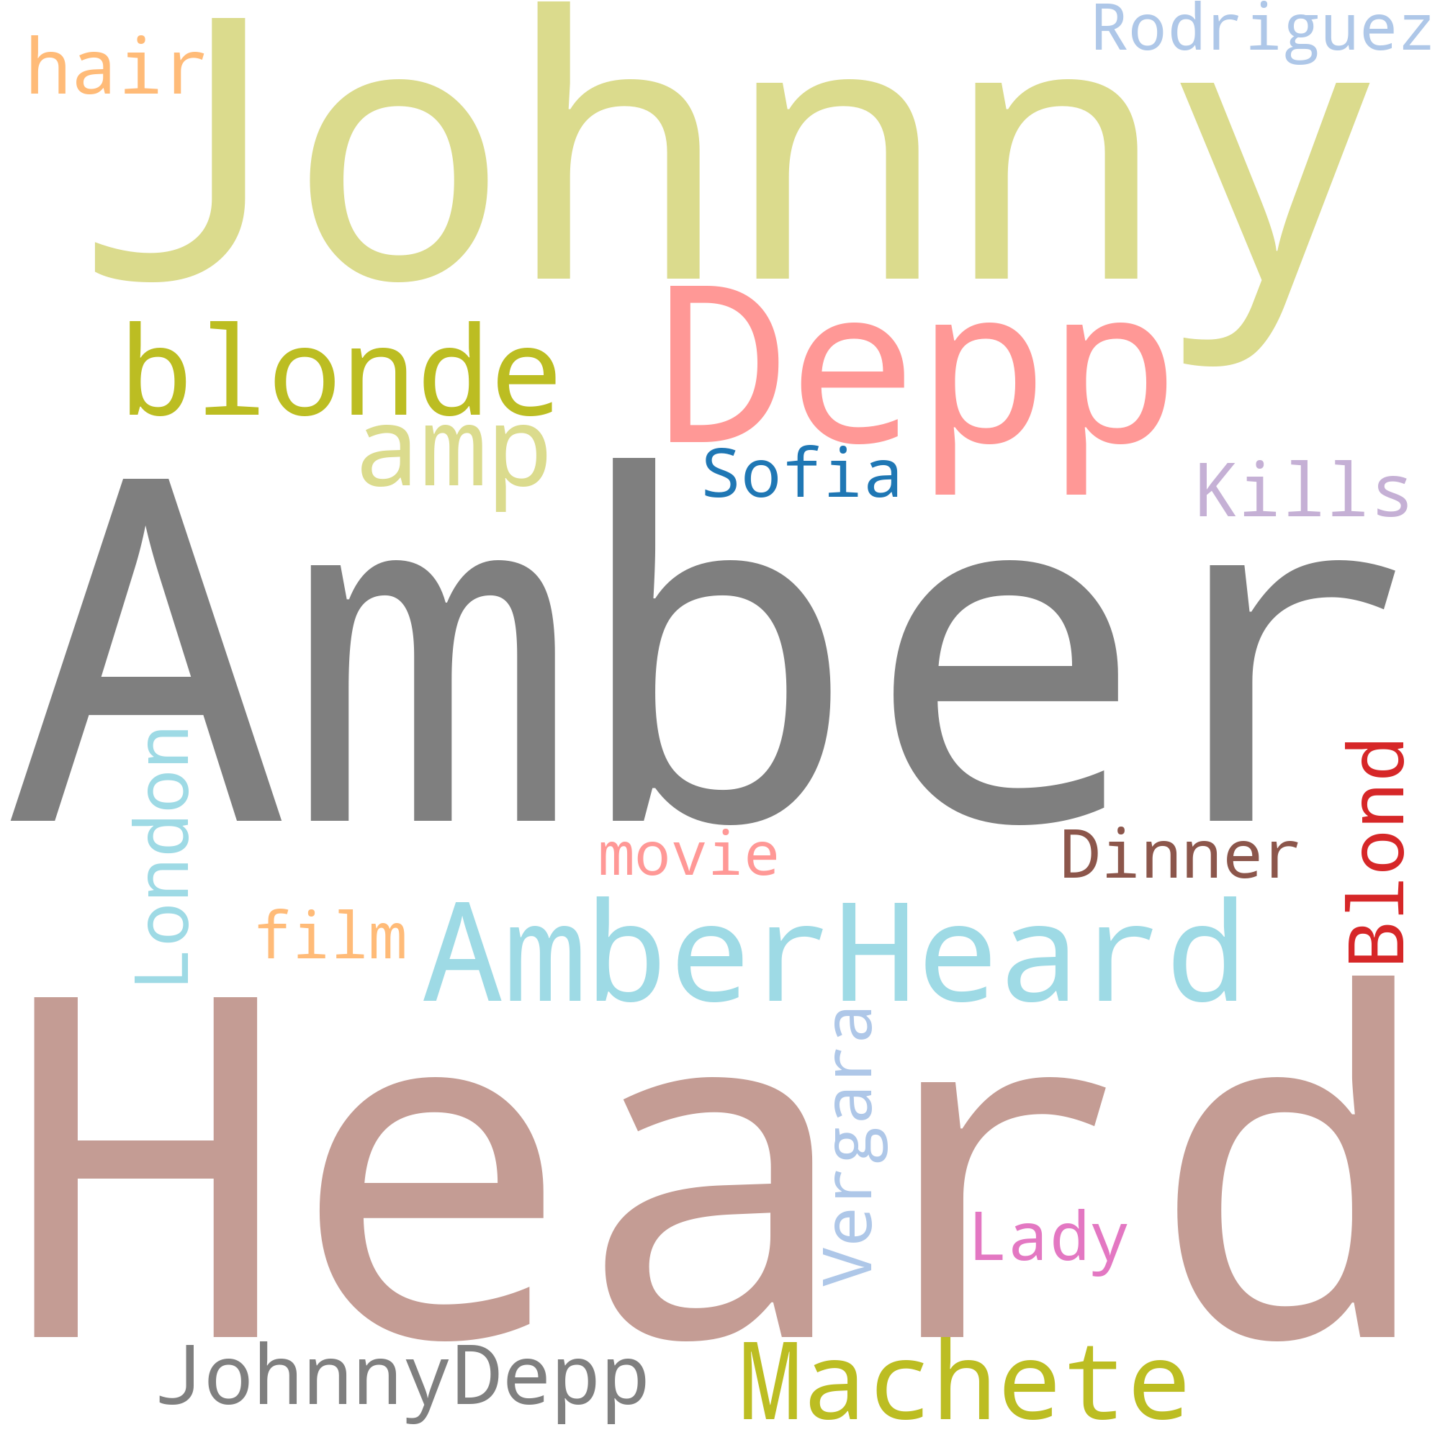 hair
Johnny
Rodriguez
blonde
Depp
amp
Sofia
Kills
Amber
London
movie
Dinner
Blond
film
AmberHeard
Heard
Vergara
Lady
JohnnyDepp
Machete